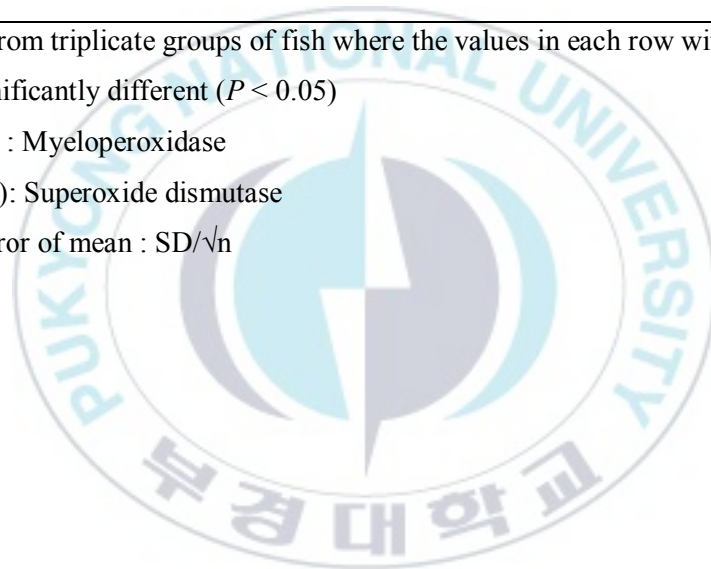 rom triplicate groups of fish where the values in each row wi
nificantly different (P < 0.05)
: Myeloperoxidase
): Superoxide dismutase
ror of mean : SD/√n
PUKYONG NATIONAL UNIVERSITY
부경대학교